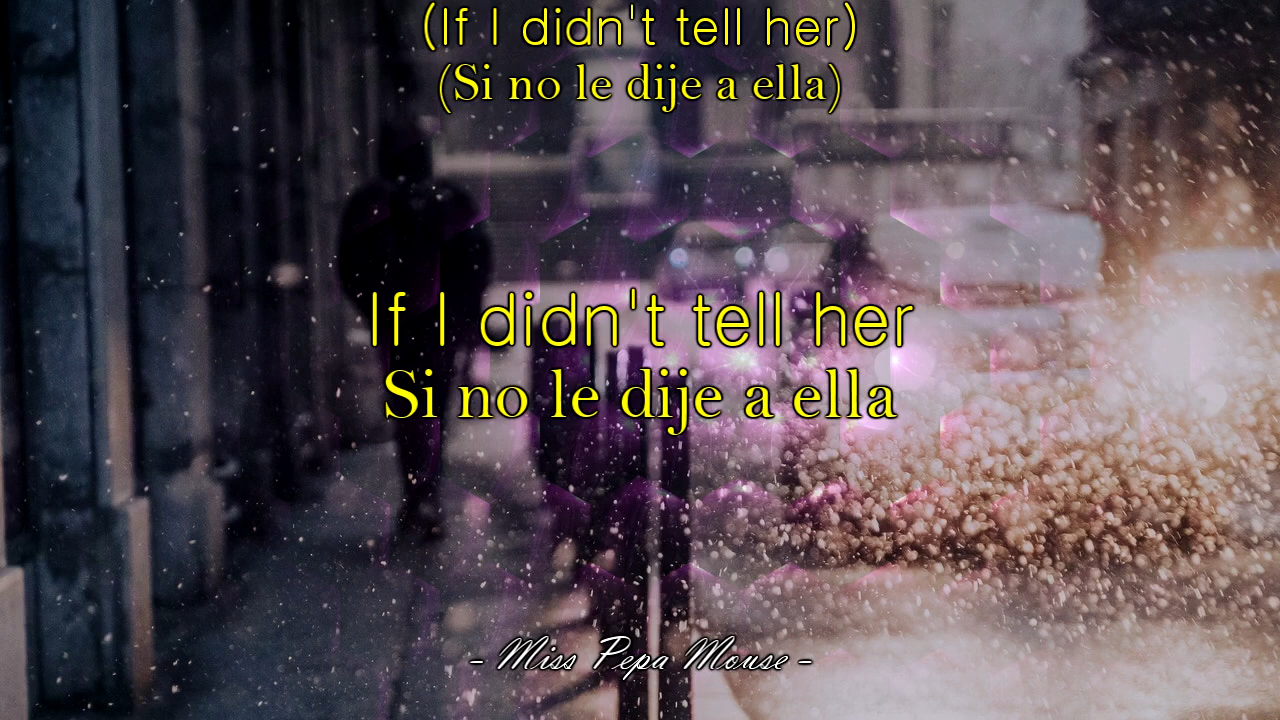 (If I didn't tell her)
(Si no le dije a ella)
If I didn't tell her
Si no le dije a ella
- Miss Pepa Mouse -